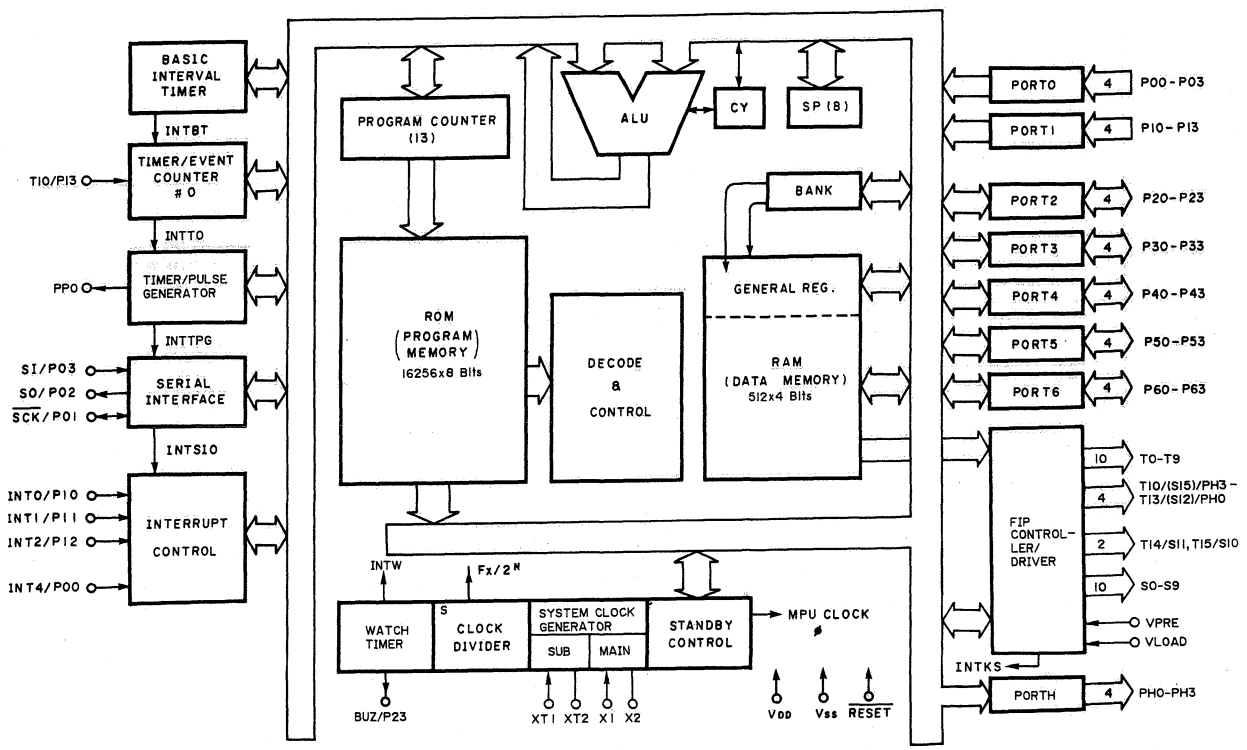 BASIC
INTERVAL
TIMER
INTBT
TI0/P13
TIMER/EVENT
COUNTER
#0
INTT0
PPO
TIMER/PULSE
GENERATOR
INTTPG
SI/P03
SO/P02
SCK/P01
SERIAL
INTERFACE
INTSIO
INT0/P10
INT1/P11
INT2/P12
INT4/P00
INTERRUPT
CONTROL
PROGRAM COUNTER
(13)
ALU
CY
SP (8)
BANK
ROM
(PROGRAM
MEMORY)
16256x8 Bits
DECODE
&
CONTROL
GENERAL REG.
RAM
(DATA MEMORY)
512x4 Bits
INTW
Fx/2N
WATCH
TIMER
S
CLOCK
DIVIDER
SYSTEM CLOCK
GENERATOR
SUB
MAIN
STANDBY
CONTROL
MPU CLOCK
ø
BUZ/P23
XT1
XT2
X1
X2
VDD
VSS
RESET
PORT0
4
P00-P03
PORT1
4
P10-P13
PORT2
4
P20-P23
PORT3
4
P30-P33
PORT4
4
P40-P43
PORT5
4
P50-P53
PORT6
4
P60-P63
FIP
CONTROL-
LER/
DRIVER
10
T0-T9
4
T10/(S15)/PH3-
T13/(S12)/PH0
2
T14/S11, T15/S10
10
S0-S9
VPRE
VLOAD
INTKS
PORTH
4
PH0-PH3